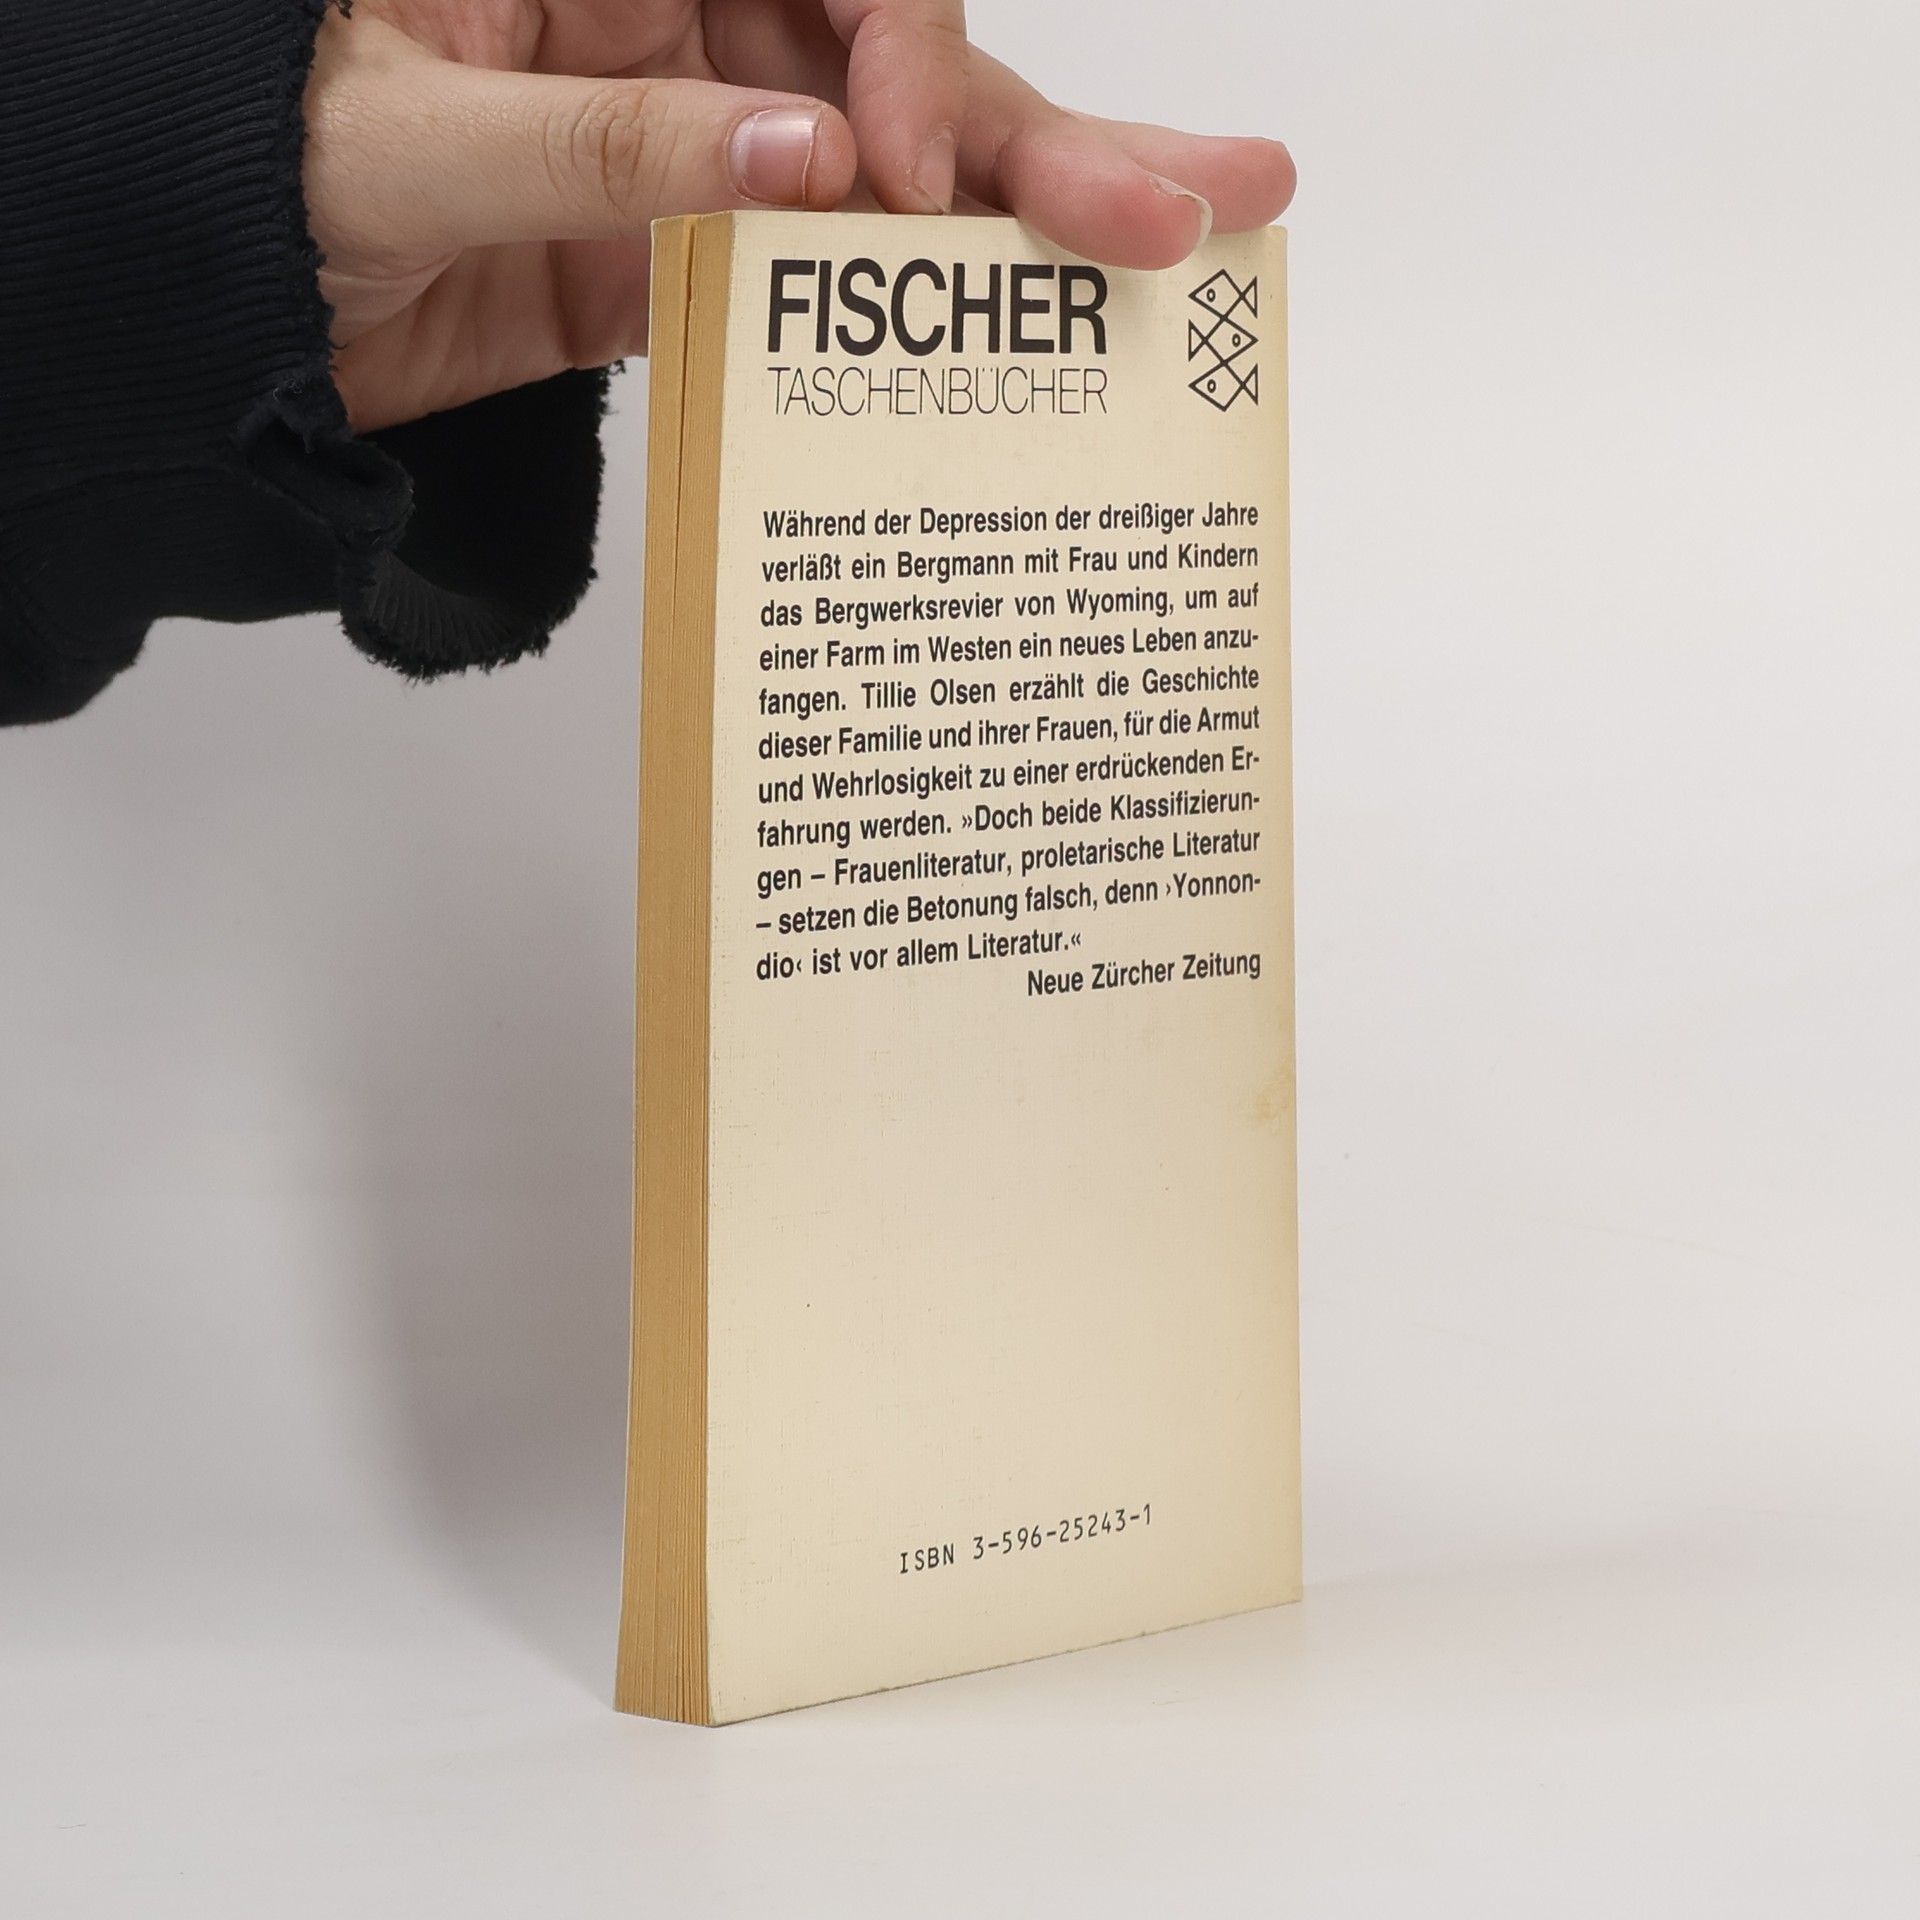 FISCHER
TASCHENBÜCHER
Während der Depression der dreißiger Jahre
verläßt ein Bergmann mit Frau und Kindern
das Bergwerksrevier von Wyoming, um auf
einer Farm im Westen ein neues Leben anzu-
fangen. Tillie Olsen erzählt die Geschichte
dieser Familie und ihrer Frauen, für die Armut
und Wehrlosigkeit zu einer erdrückenden Er-
fahrung werden. »Doch beide Klassifizierun-
gen – Frauenliteratur, proletarische Literatur
– setzen die Betonung falsch, denn ›Yonnon-
dio‹ ist vor allem Literatur.«
Neue Zürcher Zeitung
ISBN 3-596-25243-1